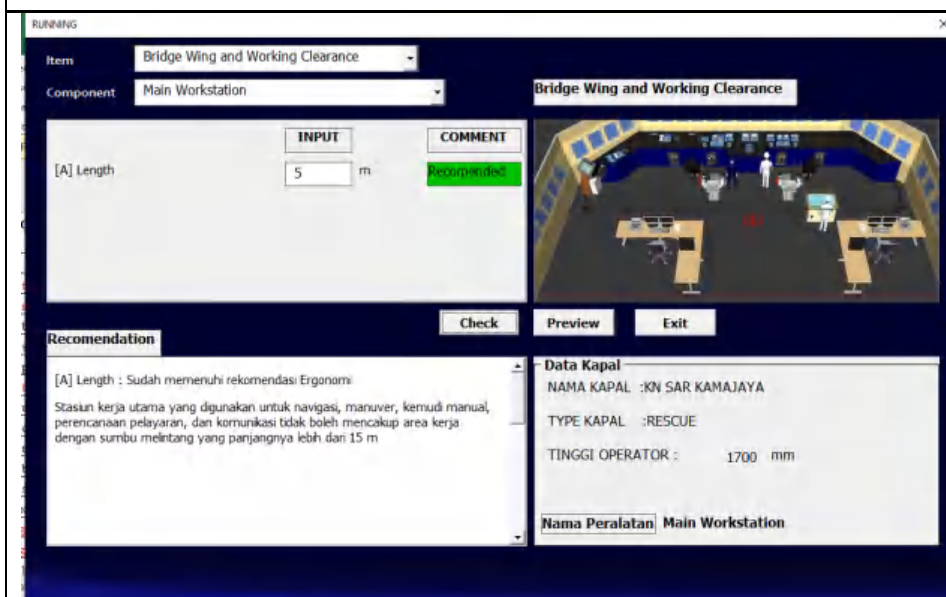 RUNNING
Item Bridge Wing and Working Clearance
Component Main Workstation
Bridge Wing and Working Clearance
INPUT COMMENT
[A] Length 5 m Recompended
Check Preview Exit
Recomendation
[A] Length : Sudah memenuhi rekomendasi Ergonomi
Stasiun kerja utama yang digunakan untuk navigasi, manuver, kemudi manual,
perencanaan pelayaran, dan komunikasi tidak boleh mencakup area kerja
dengan sumbu melintang yang panjangnya lebih dari 15 m
Data Kapal
NAMA KAPAL :KN SAR KAMAJAYA
TYPE KAPAL :RESCUE
TINGGI OPERATOR : 1700 mm
Nama Peralatan Main Workstation